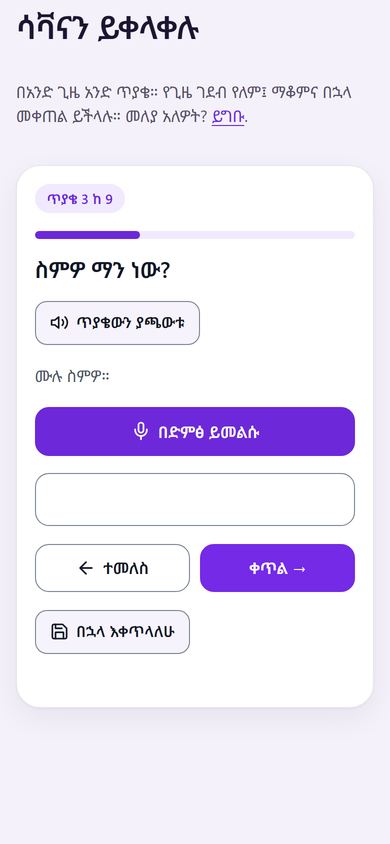 ሳቫናን ይቀላቀሉ
በአንድ ጊዜ አንድ ጥያቄ። የጊዜ ገደብ የለም፤ ማቆምና በኋላ
መቀጠል ይችላሉ። መለያ አለዎት? ይግቡ.
ጥያቄ 3 ከ 9
ስምዎ ማን ነው?
ጥያቄውን ያጫውቱ
ሙሉ ስምዎ።
በድምፅ ይመልሱ
← ተመለስ
ቀጥል →
በኋላ እቀጥላለሁ